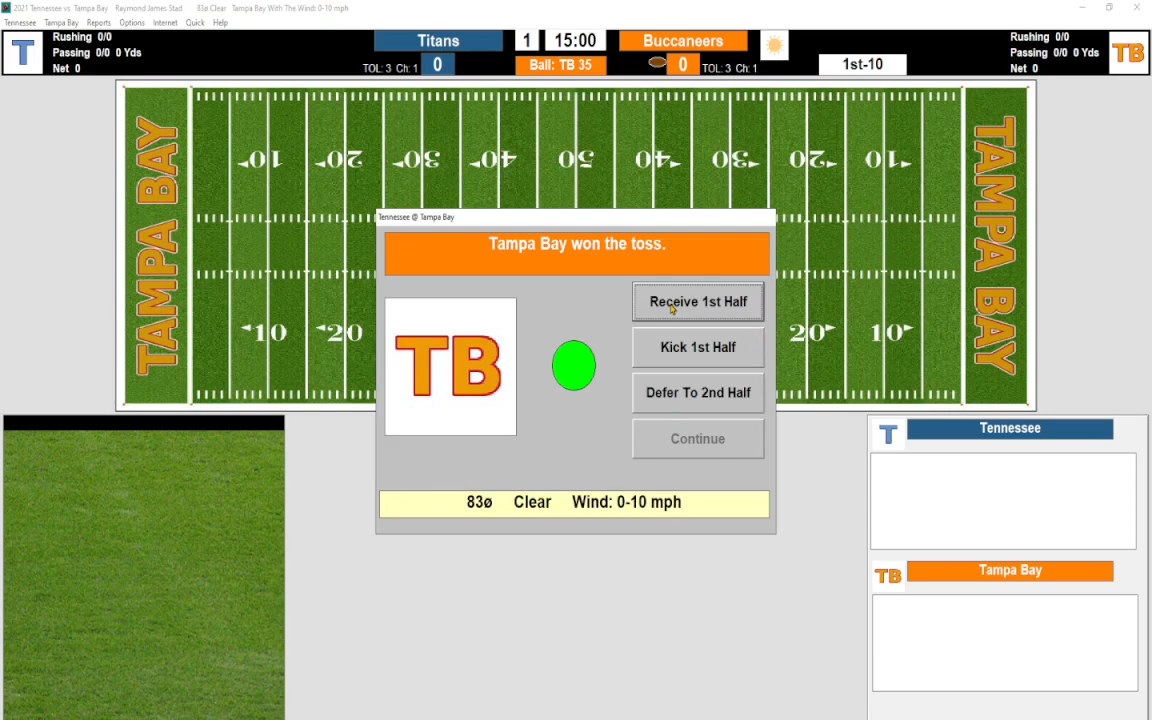 2021 Tennessee vs Tampa Bay Raymond James Stad 83ø Clear Tampa Bay With The Wind: 0-10 mph
Tennessee Tampa Bay Reports Options Internet Quick Help
T
Rushing 0/0
Passing 0/0 0 Yds
Net 0
Titans
1
15:00
Buccaneers
TOL: 3 Ch: 1
0
Ball: TB 35
0
TOL: 3 Ch: 1
1st-10
Rushing 0/0
Passing 0/0 0 Yds
Net 0
TB
TAMPA BAY
10 20 30 40 50 40 30 20 10
10 20
20 10
TAMPA BAY
Tennessee @ Tampa Bay
Tampa Bay won the toss.
TB
Receive 1st Half
Kick 1st Half
Defer To 2nd Half
Continue
83ø Clear Wind: 0-10 mph
T
Tennessee
TB
Tampa Bay